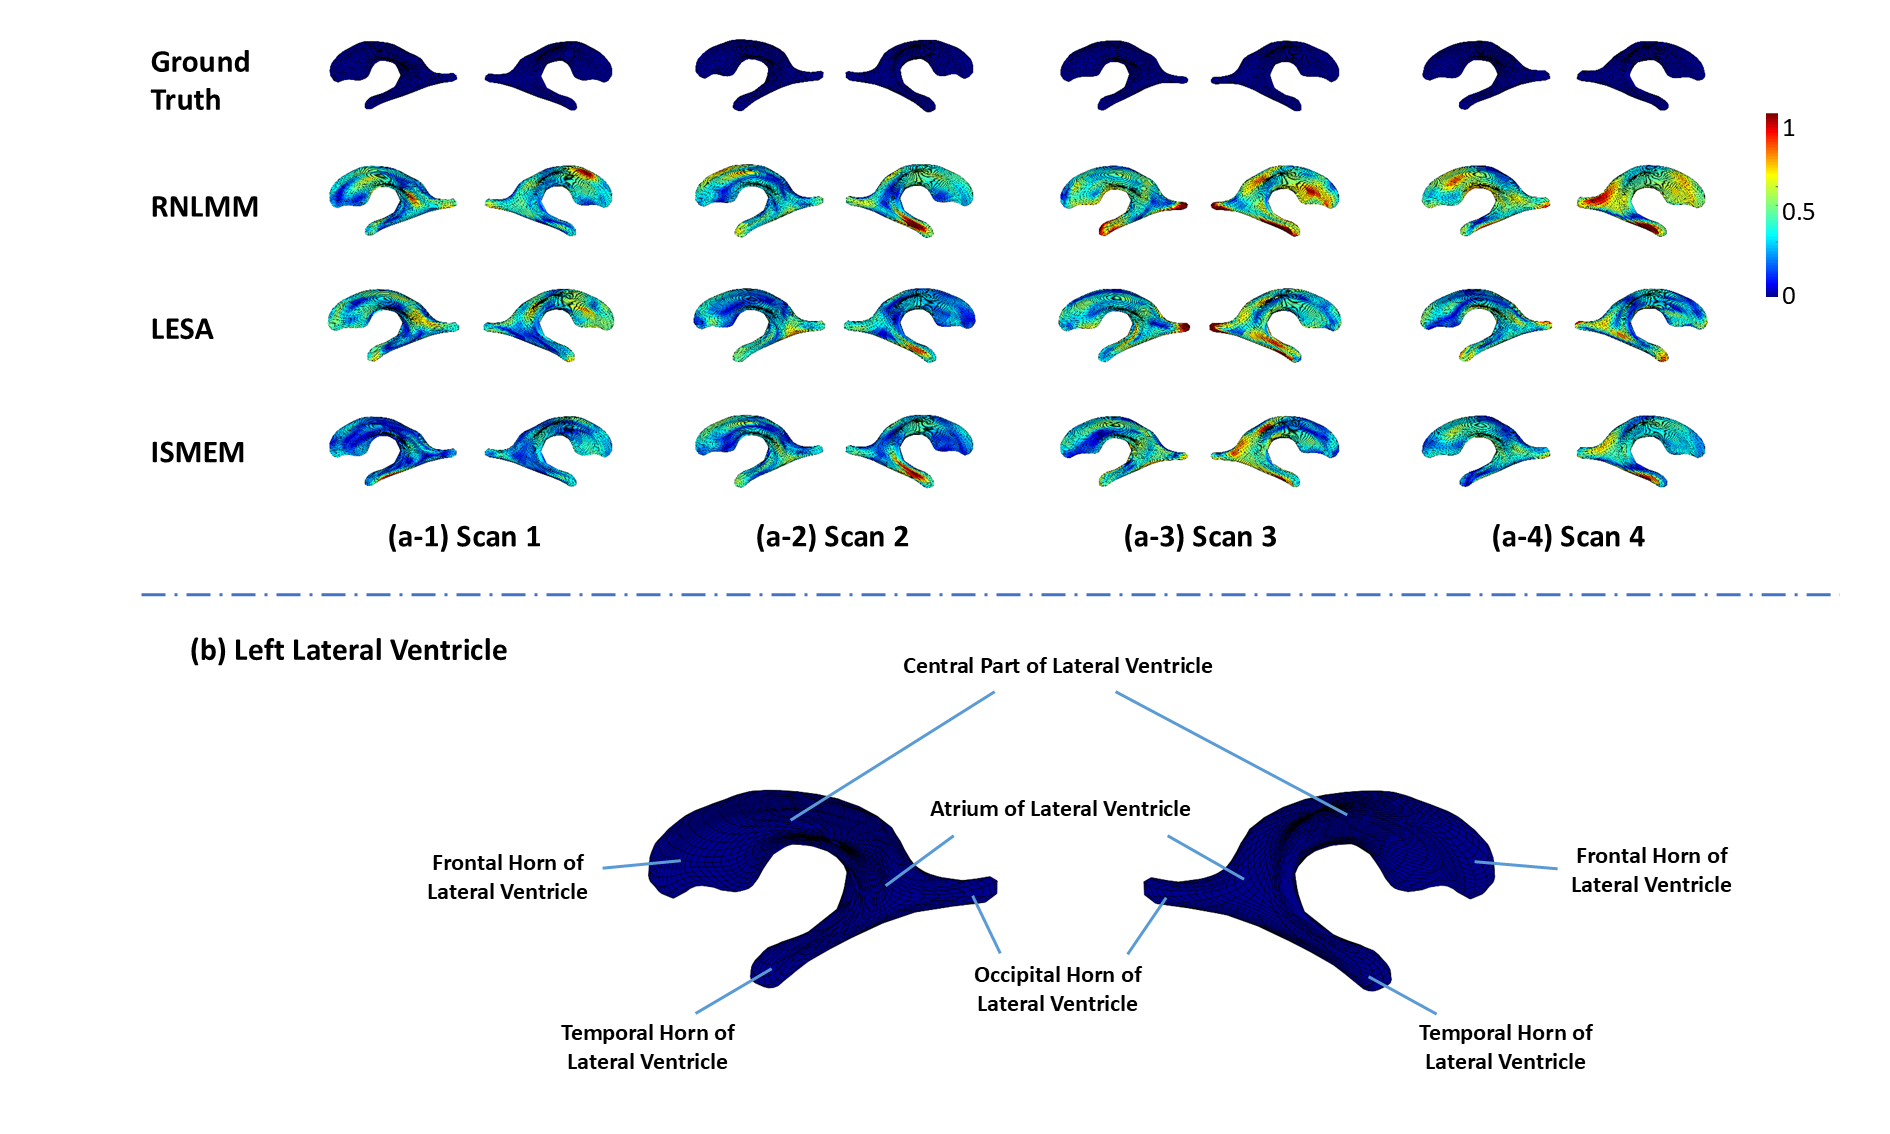 Ground
Truth
RNLMM
LESA
ISMEM
1
0.5
0
(a-1) Scan 1
(a-2) Scan 2
(a-3) Scan 3
(a-4) Scan 4
(b) Left Lateral Ventricle
Central Part of Lateral Ventricle
Atrium of Lateral Ventricle
Frontal Horn of
Lateral Ventricle
Frontal Horn of
Lateral Ventricle
Occipital Horn of
Lateral Ventricle
Temporal Horn of
Lateral Ventricle
Temporal Horn of
Lateral Ventricle